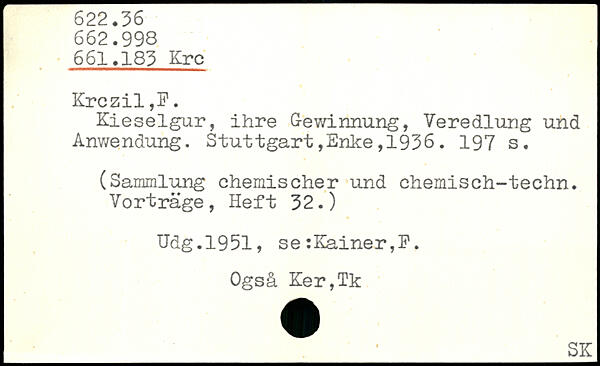 622.36
662.998
661.183 Krc
Krczil,F.
Kieselgur, ihre Gewinnung, Veredlung und
Anwendung. Stuttgart,Enke,1936. 197 s.
(Sammlung chemischer und chemisch-techn.
Vorträge, Heft 32.)
Udg.1951, se:Kainer,F.
Også Ker,Tk
SK